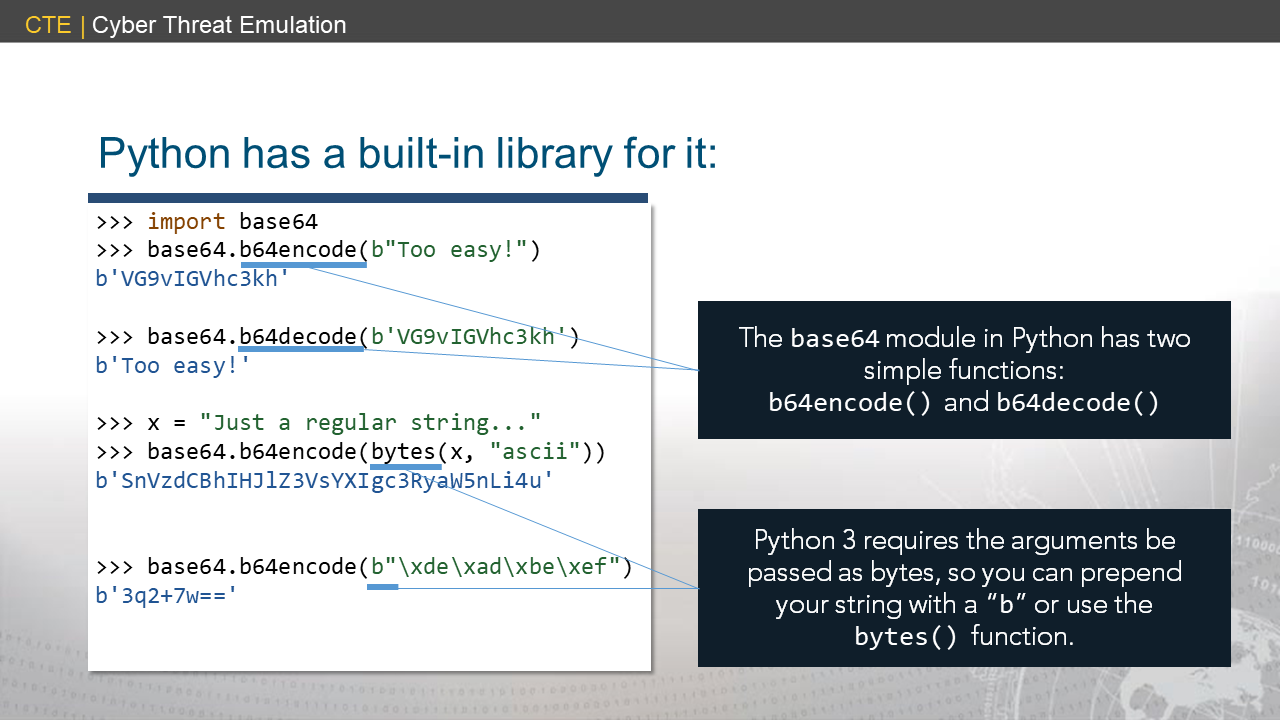 CTE | Cyber Threat Emulation
Python has a built-in library for it:
>>> import base64
>>> base64.b64encode(b"Too easy!")
b'VG9vIGVhc3kh'
>>> base64.b64decode(b'VG9vIGVhc3kh')
b'Too easy!'
>>> x = "Just a regular string..."
>>> base64.b64encode(bytes(x, "ascii"))
b'SnVzdCBhIHJlZ3VsYXIgc3RyaW5nLi4u'
>>> base64.b64encode(b"\xde\xad\xbe\xef")
b'3q2+7w=='
The base64 module in Python has two
simple functions:
b64encode() and b64decode()
Python 3 requires the arguments be
passed as bytes, so you can prepend
your string with a “b” or use the
bytes() function.